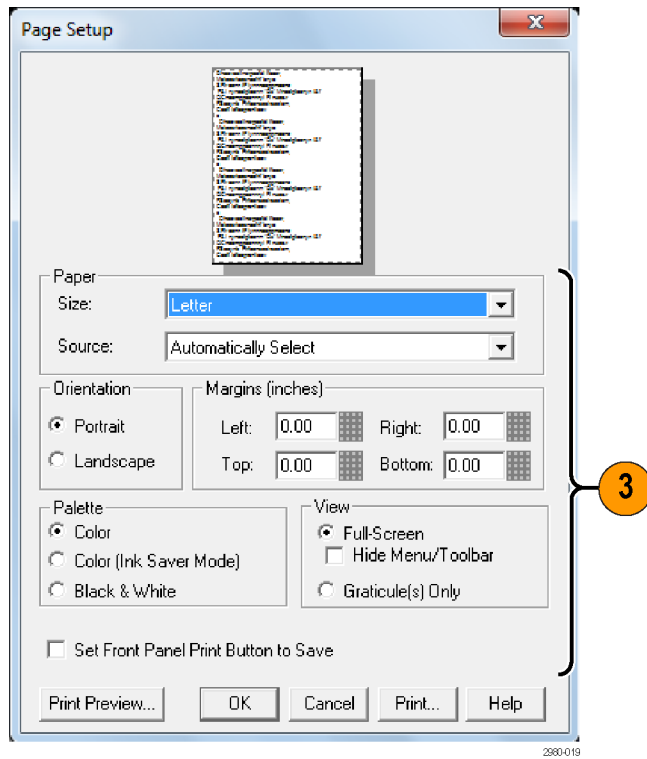 Page Setup
Paper
Size: Letter
Source: Automatically Select
Orientation
Portrait
Landscape
Margins (inches)
Left: 0.00 Right: 0.00
Top: 0.00 Bottom: 0.00
Palette
Color
Color (Ink Saver Mode)
Black & White
View
Full-Screen
Hide Menu/Toolbar
Graticule(s) Only
3
Set Front Panel Print Button to Save
Print Preview... OK Cancel Print... Help
2980-019